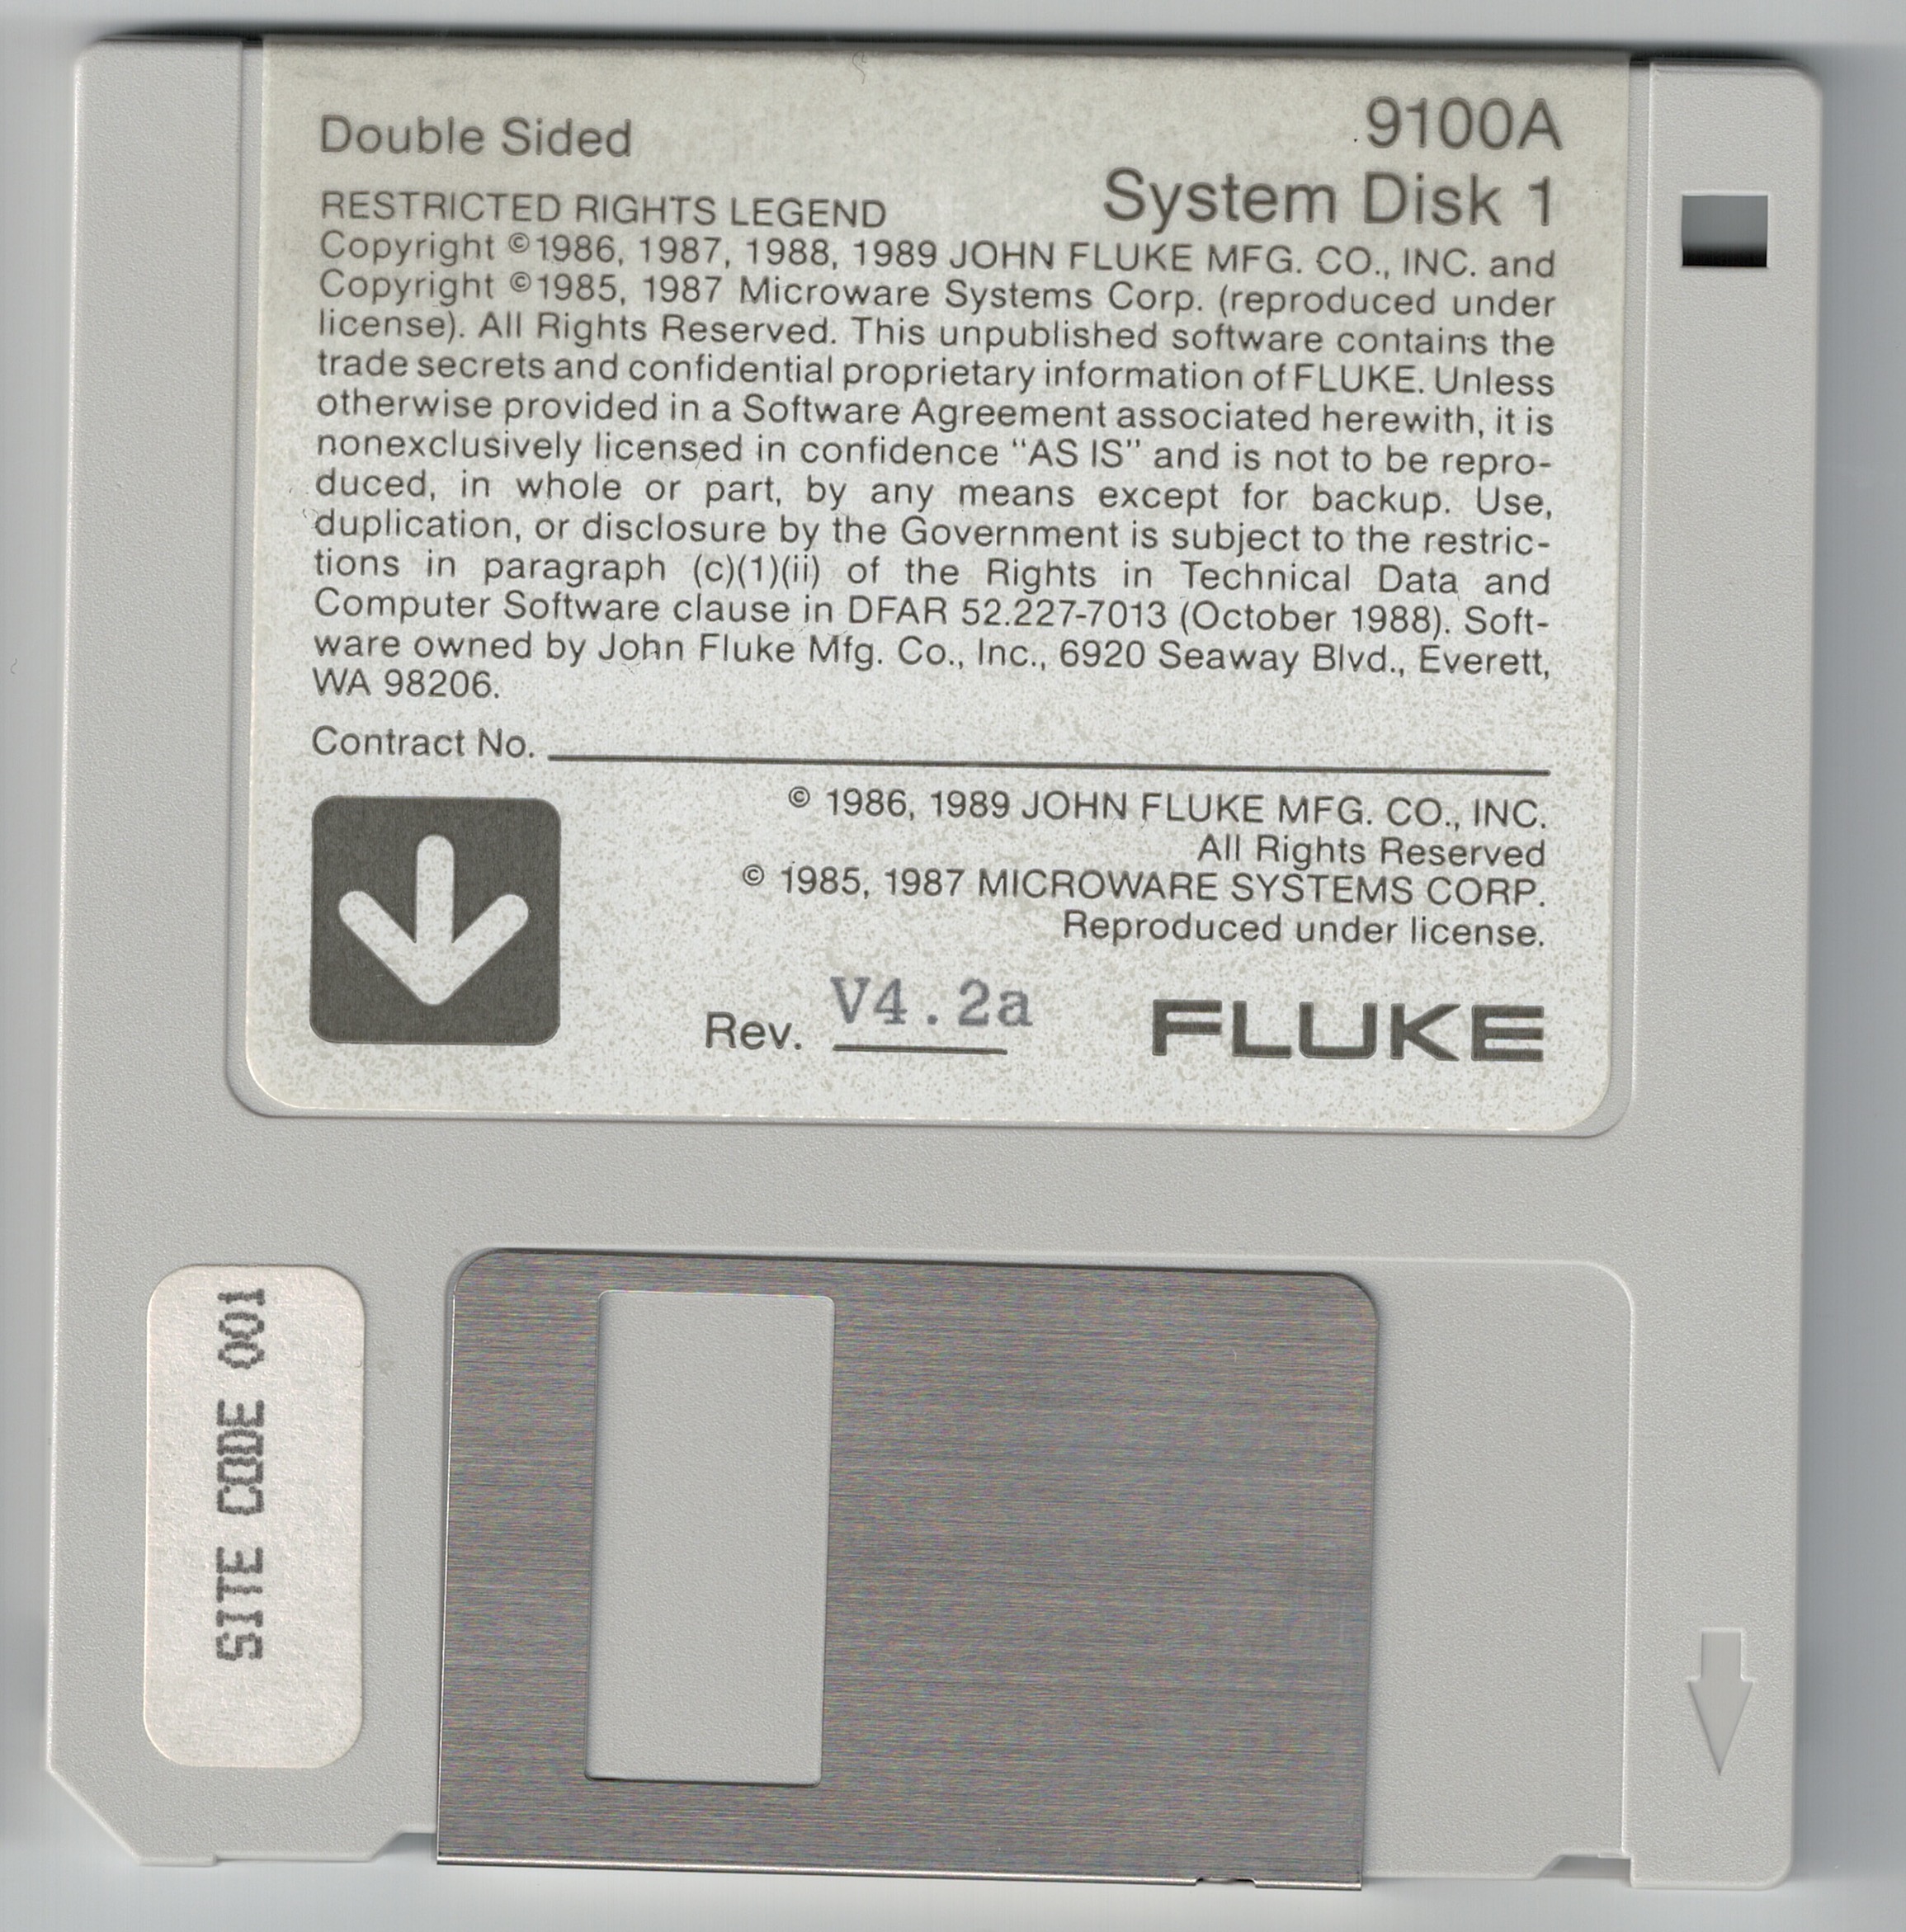 Double Sided
9100A
System Disk 1
RESTRICTED RIGHTS LEGEND
Copyright ©1986, 1987, 1988, 1989 JOHN FLUKE MFG. CO., INC. and
Copyright ©1985, 1987 Microware Systems Corp. (reproduced under
license). All Rights Reserved. This unpublished software contains the
trade secrets and confidential proprietary information of FLUKE. Unless
otherwise provided in a Software Agreement associated herewith, it is
nonexclusively licensed in confidence “AS IS” and is not to be repro-
duced, in whole or part, by any means except for backup. Use,
duplication, or disclosure by the Government is subject to the restric-
tions in paragraph (c)(1)(ii) of the Rights in Technical Data and
Computer Software clause in DFAR 52.227-7013 (October 1988). Soft-
ware owned by John Fluke Mfg. Co., Inc., 6920 Seaway Blvd., Everett,
WA 98206.
Contract No.
© 1986, 1989 JOHN FLUKE MFG. CO., INC.
All Rights Reserved
© 1985, 1987 MICROWARE SYSTEMS CORP.
Reproduced under license.
Rev. V4.2a
FLUKE
SITE CODE 001